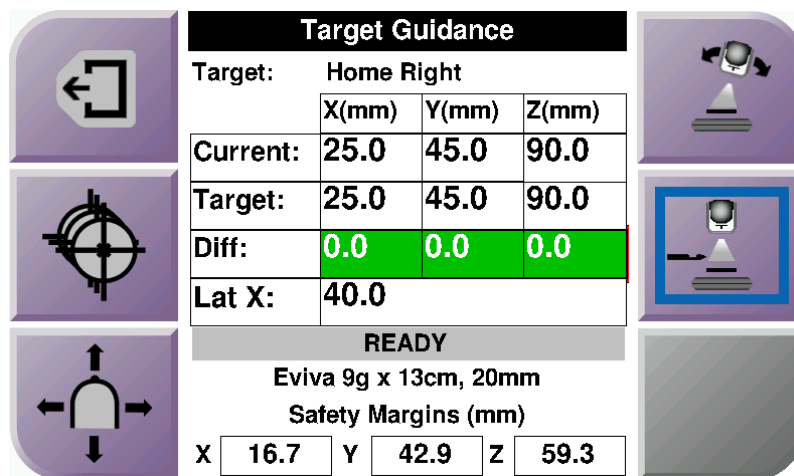 Target Guidance
Target: Home Right
X(mm) Y(mm) Z(mm)
Current: 25.0 45.0 90.0
Target: 25.0 45.0 90.0
Diff: 0.0 0.0 0.0
Lat X: 40.0
READY
Eviva 9g x 13cm, 20mm
Safety Margins (mm)
X 16.7 Y 42.9 Z 59.3